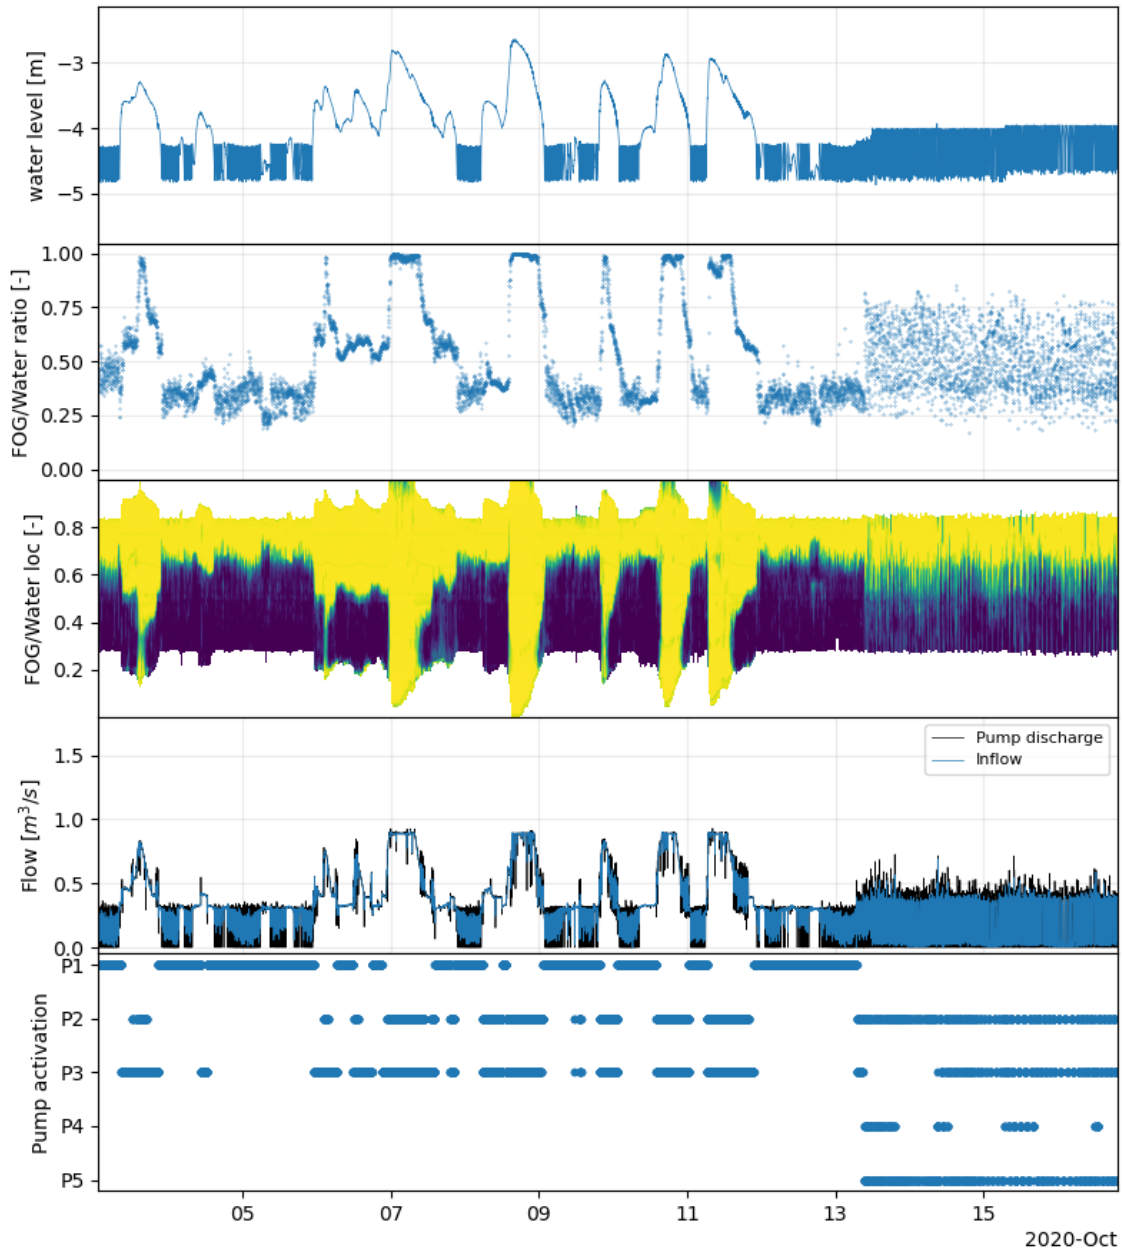 water level [m]
−3
−4
−5
FOG/Water ratio [-]
1.00
0.75
0.50
0.25
0.00
FOG/Water loc [-]
0.8
0.6
0.4
0.2
Flow [m³/s]
1.5
1.0
0.5
0.0
Pump discharge
Inflow
Pump activation
P1
P2
P3
P4
P5
05 07 09 11 13 15
2020-Oct